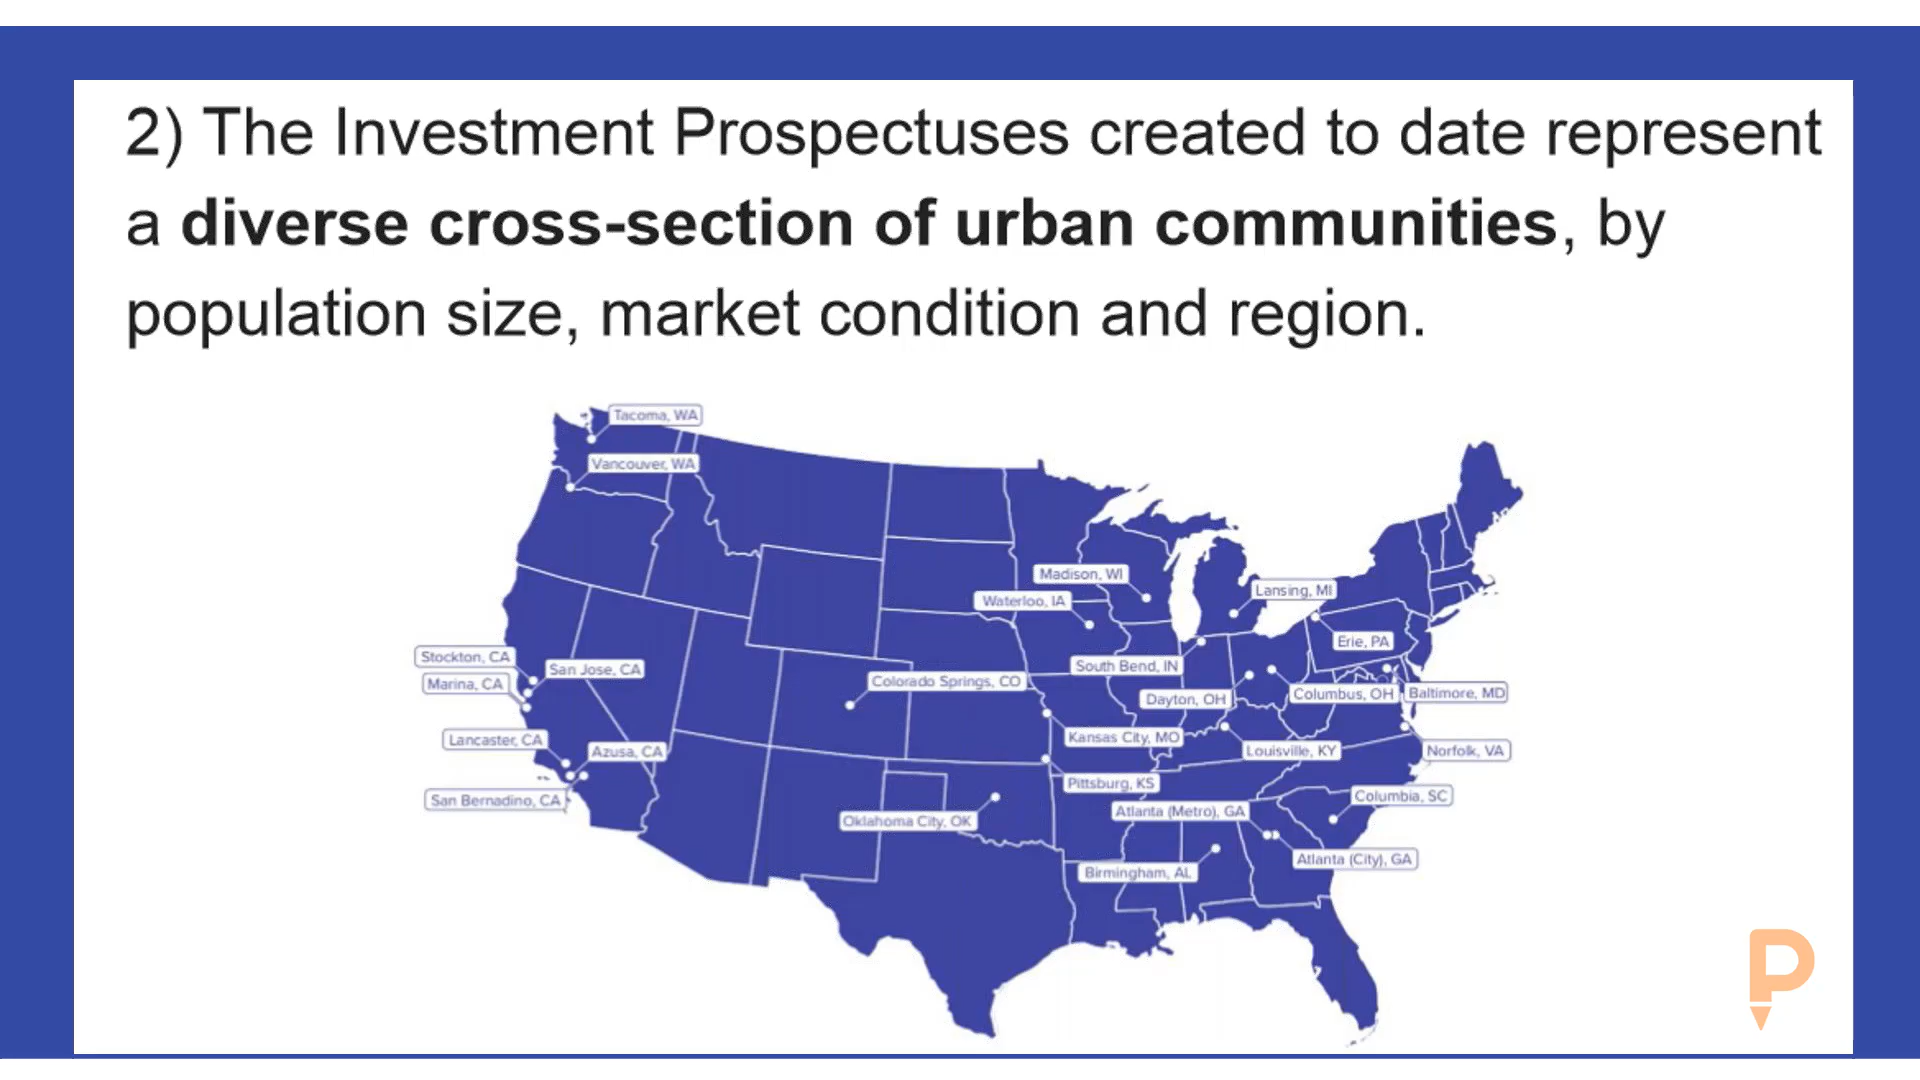 2) The Investment Prospectuses created to date represent
a diverse cross-section of urban communities, by
population size, market condition and region.
Tacoma, WA
Vancouver, WA
Madison, WI
Waterloo, IA
Lansing, MI
Erie, PA
Stockton, CA
San Jose, CA
Marina, CA
South Bend, IN
Colorado Springs, CO
Dayton, OH
Columbus, OH
Baltimore, MD
Lancaster, CA
Azusa, CA
Kansas City, MO
Louisville, KY
Norfolk, VA
Pittsburg, KS
San Bernadino, CA
Columbia, SC
Atlanta (Metro), GA
Oklahoma City, OK
Atlanta (City), GA
Birmingham, AL
P